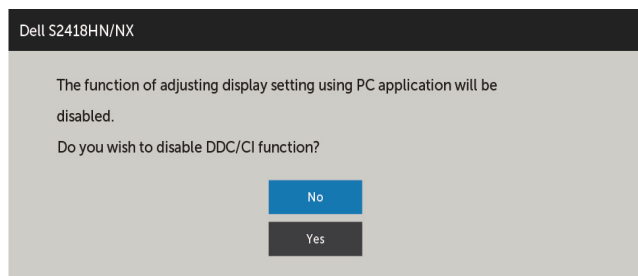 Dell S2418HN/NX
The function of adjusting display setting using PC application will be
disabled.
Do you wish to disable DDC/CI function?
No
Yes